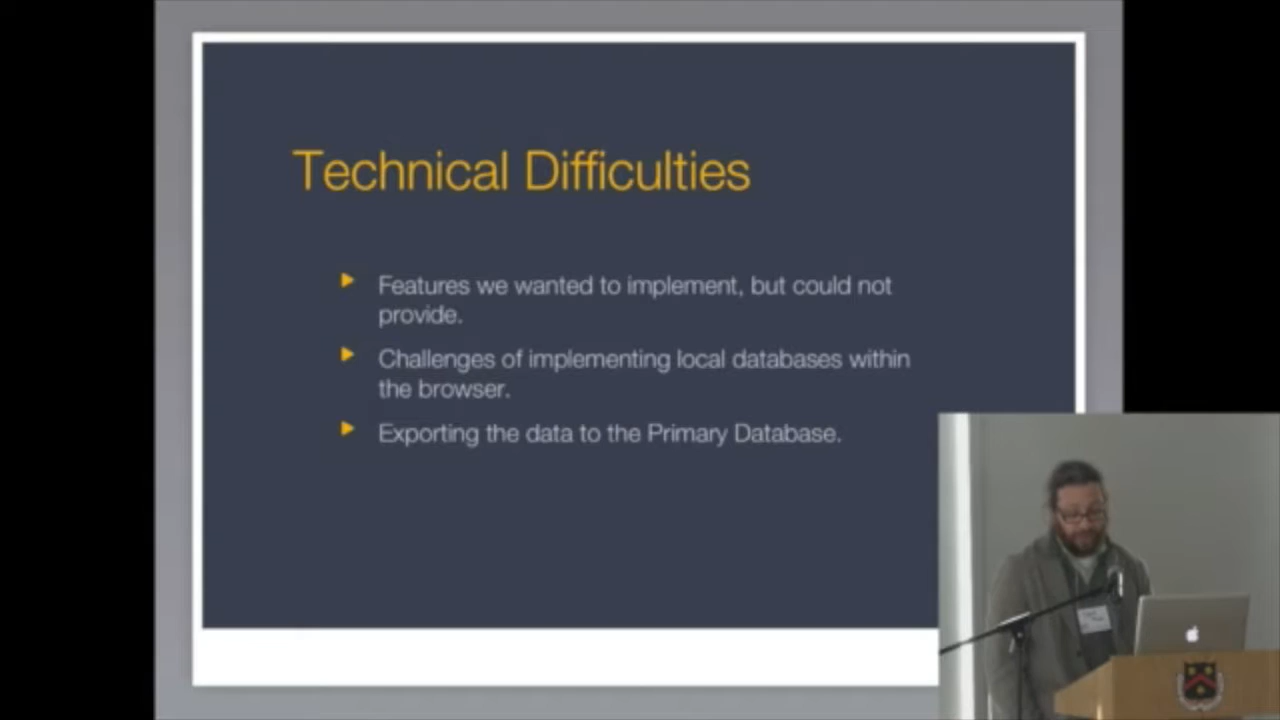 Technical Difficulties
Features we wanted to implement, but could not
provide.
Challenges of implementing local databases within
the browser.
Exporting the data to the Primary Database.